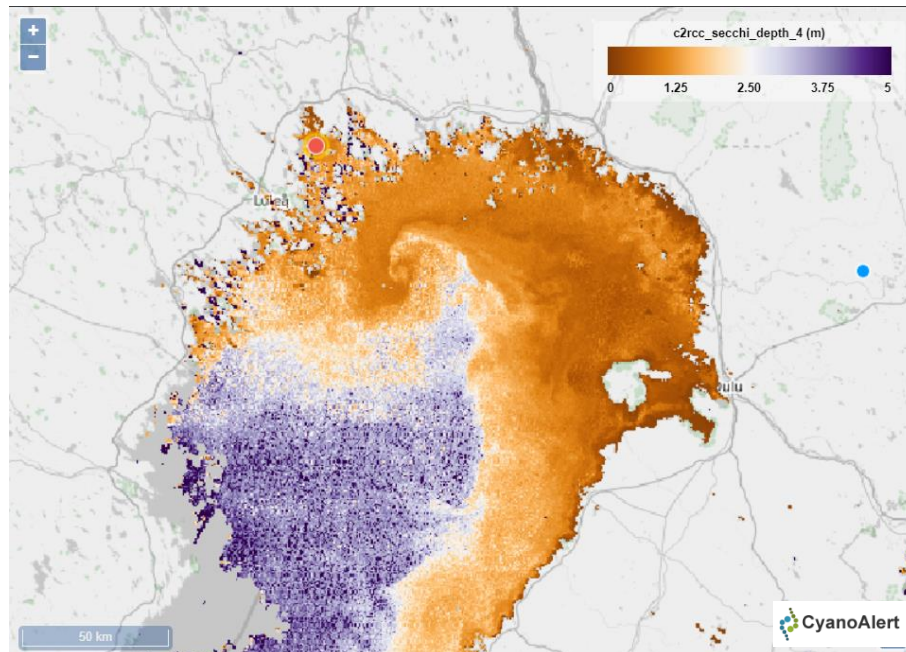 +
−
c2rcc_secchi_depth_4 (m)
0 1.25 2.50 3.75 5
Luleå
Oulu
50 km
CyanoAlert